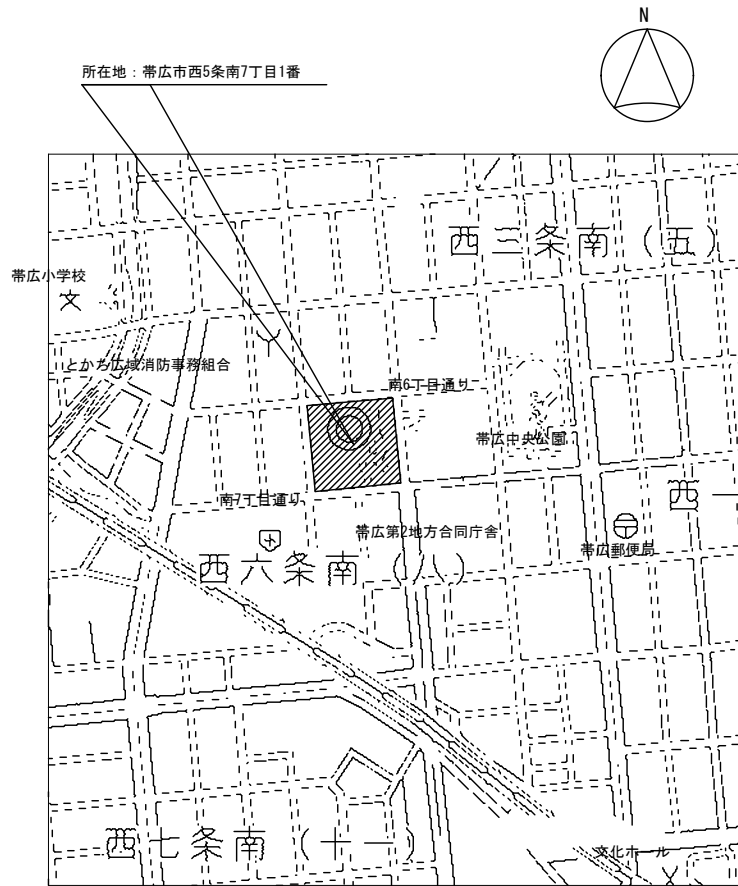 N
所在地：帯広市西5条南7丁目1番
西三条南（五）
帯広小学校
文
とかち広域消防事務組合
南6丁目通り
帯広中央公園
西一
南7丁目通り
帯広第2地方合同庁舎
帯広郵便局
西六条南（八）
西七条南（十一）
文化ホール